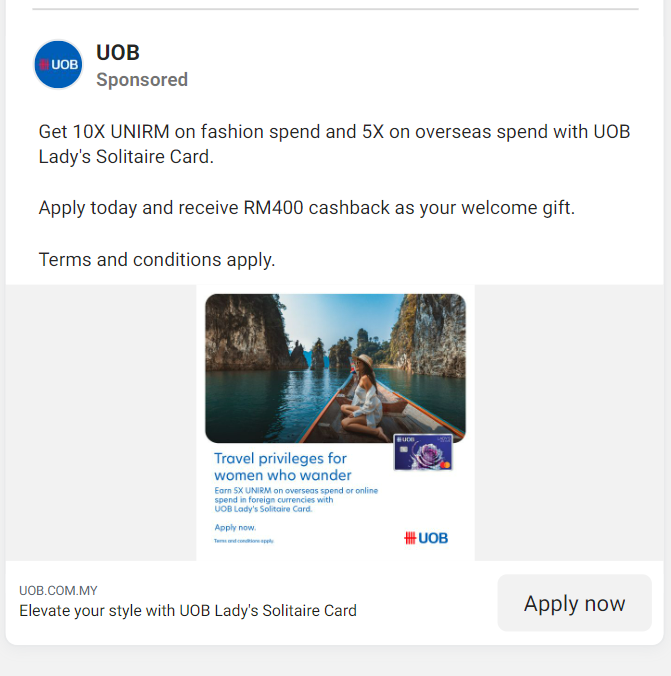 UOB
UOB
Sponsored
Get 10X UNIRM on fashion spend and 5X on overseas spend with UOB
Lady's Solitaire Card.
Apply today and receive RM400 cashback as your welcome gift.
Terms and conditions apply.
UOB
Travel privileges for
women who wander
Earn 5X UNIRM on overseas spend or online
spend in foreign currencies with
UOB Lady's Solitaire Card.
Apply now.
Terms and conditions apply.
UOB
UOB.COM.MY
Elevate your style with UOB Lady's Solitaire Card
Apply now